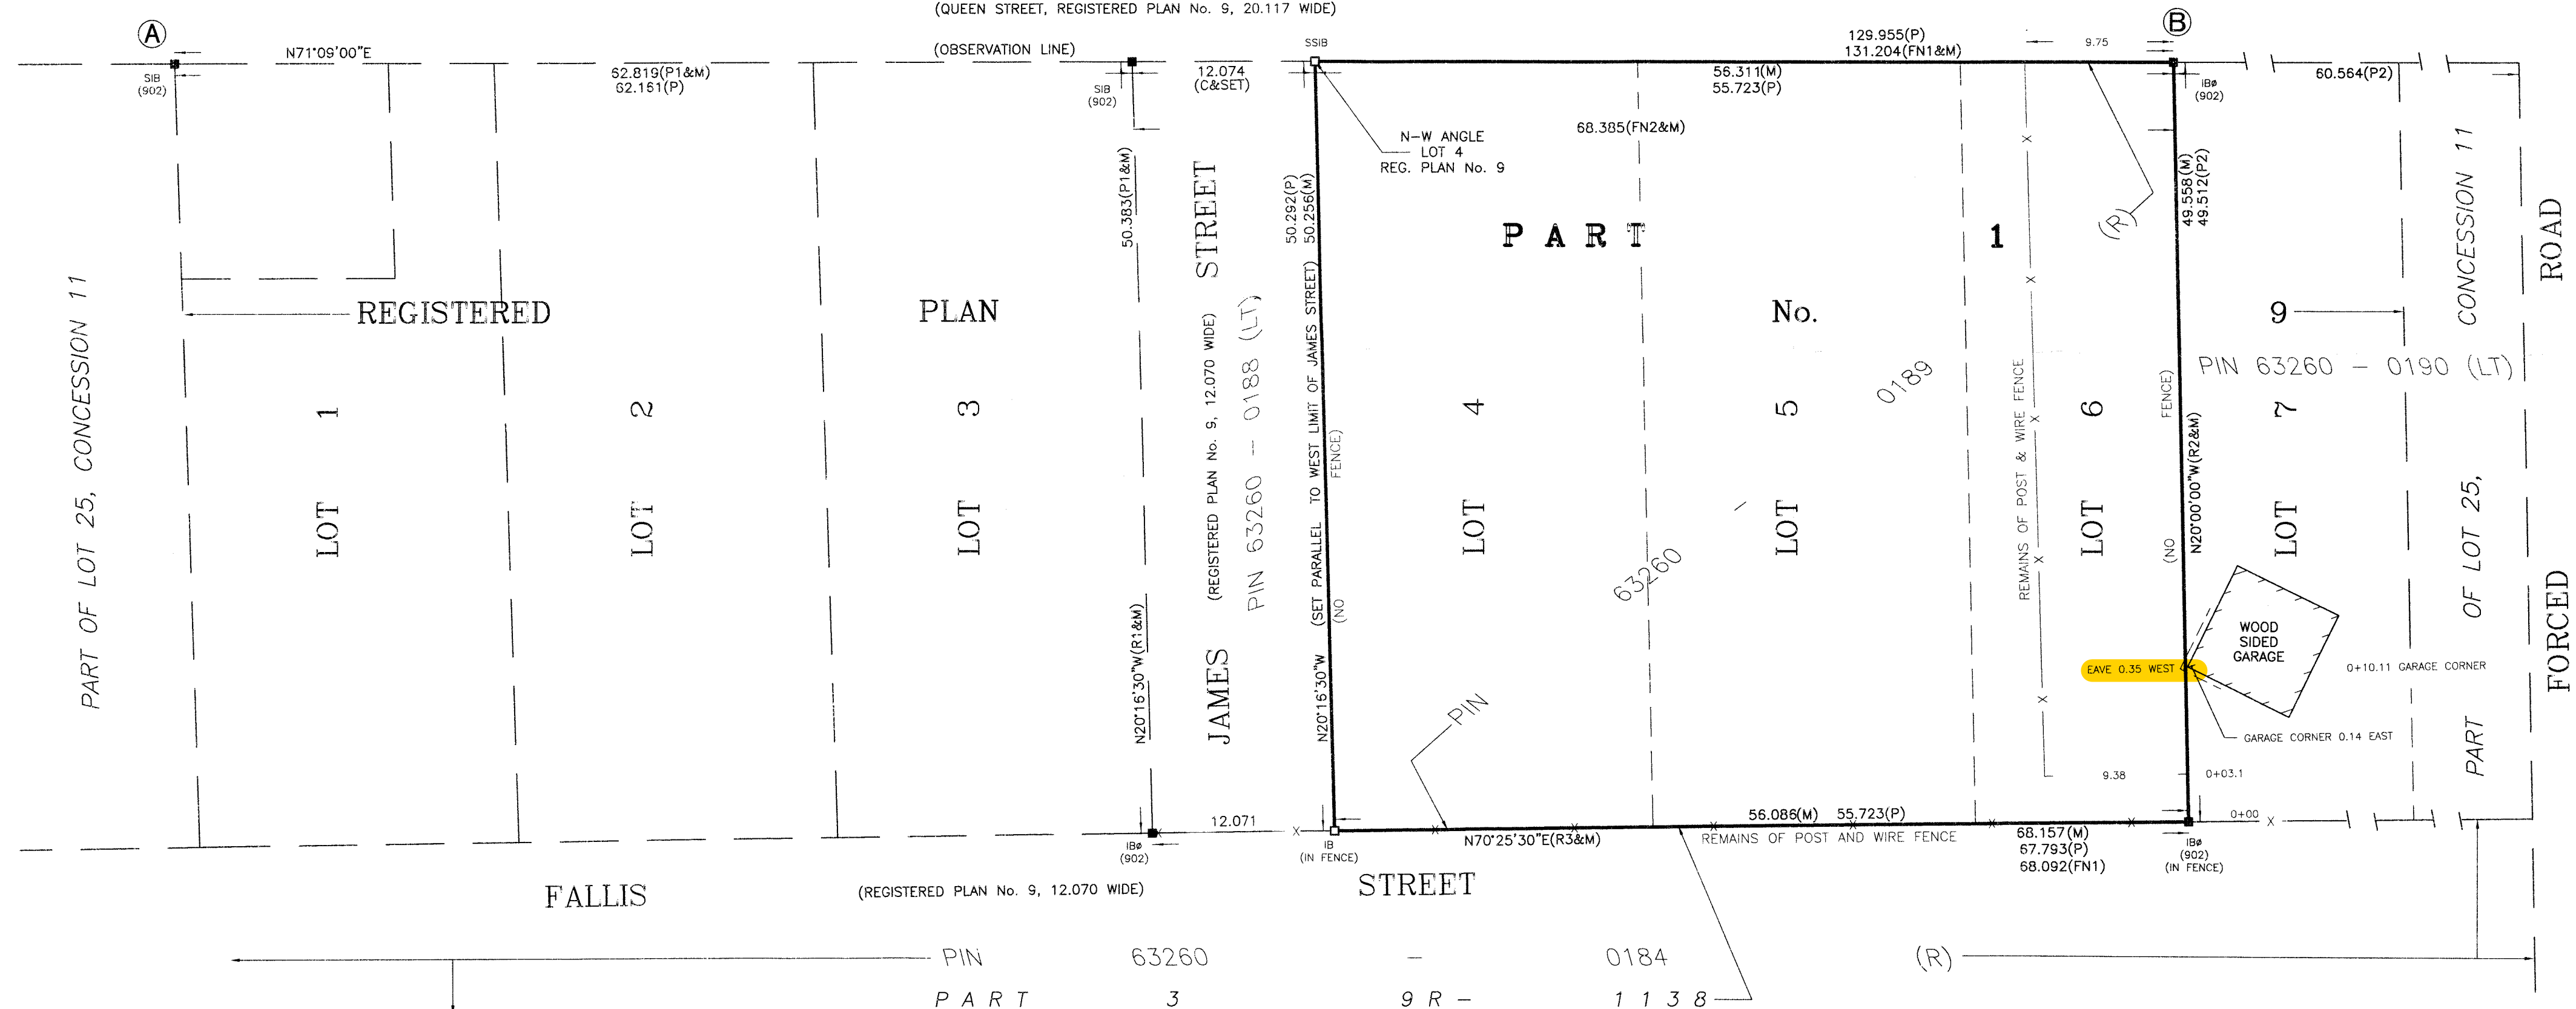 (QUEEN STREET, REGISTERED PLAN No. 9, 20.117 WIDE)
A
B
N71°09'00"E
(OBSERVATION LINE)
SSIB
129.955(P)
131.204(FN1&M)
9.75
SIB
(902)
62.819(P1&M)
62.161(P)
SIB
(902)
12.074
(C&SET)
56.311(M)
55.723(P)
IBø
(902)
60.564(P2)
68.385(FN2&M)
N-W ANGLE
LOT 4
REG. PLAN No. 9
50.383(P1&M)
50.292(P)
50.256(M)
49.558(M)
49.512(P2)
PART 1
(R)
REGISTERED PLAN No. 9
PIN 63260 - 0190 (LT)
PART OF LOT 25, CONCESSION 11
LOT 1
LOT 2
LOT 3
N20°16'30"W(R1&M)
JAMES STREET
(REGISTERED PLAN No. 9, 12.070 WIDE)
PIN 63260 - 0188 (LT)
N20°16'30"W
(SET PARALLEL TO WEST LIMIT OF JAMES STREET)
(NO FENCE)
LOT 4
LOT 5
LOT 6
LOT 7
PIN
63260
0189
REMAINS OF POST & WIRE FENCE
(NO FENCE)
N20°00'00"W(R2&M)
PART OF LOT 25, CONCESSION 11
FORCED ROAD
WOOD
SIDED
GARAGE
EAVE 0.35 WEST
0+10.11 GARAGE CORNER
GARAGE CORNER 0.14 EAST
9.38
0+03.1
0+00
12.071
56.086(M) 55.723(P)
N70°25'30"E(R3&M)
REMAINS OF POST AND WIRE FENCE
68.157(M)
67.793(P)
68.092(FN1)
IBø
(902)
IB
(IN FENCE)
IBø
(902)
(IN FENCE)
FALLIS STREET
(REGISTERED PLAN No. 9, 12.070 WIDE)
PIN 63260 - 0184 (R)
PART 3 9R- 1138